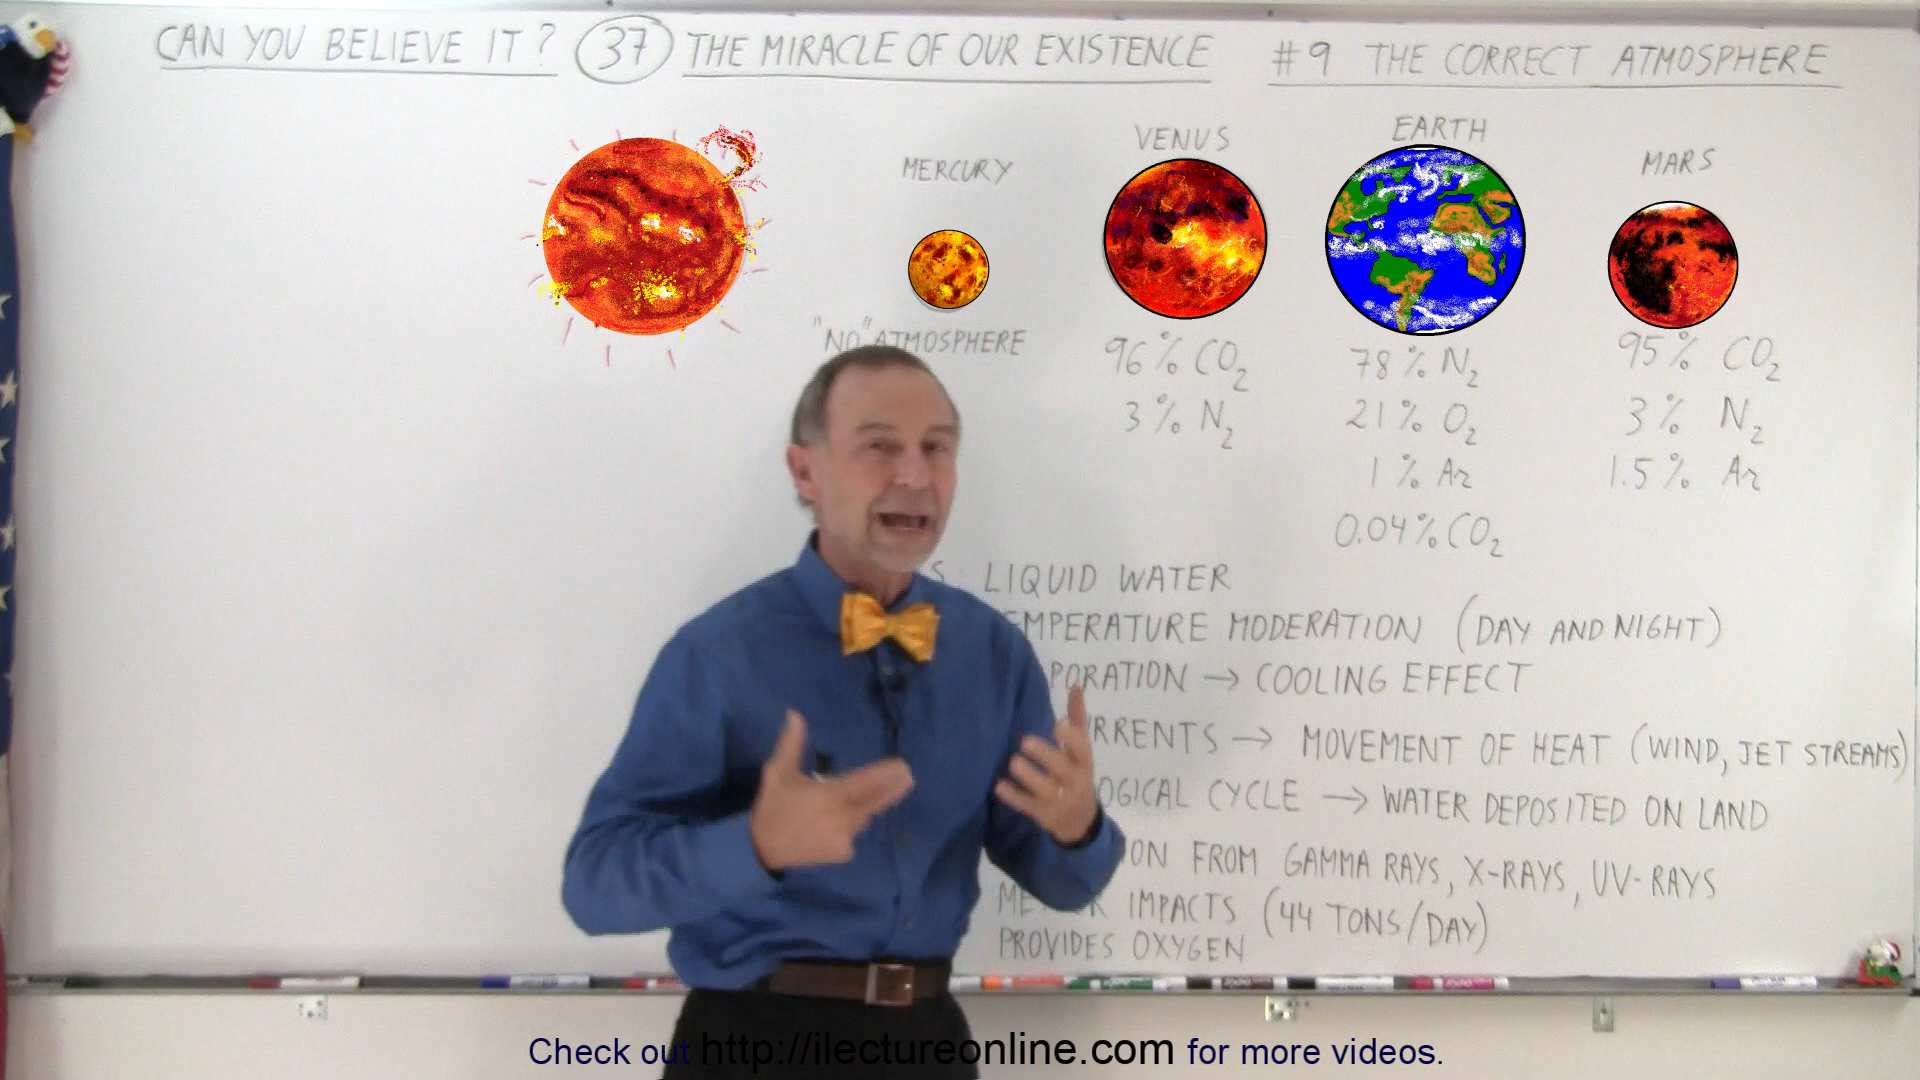 CAN YOU BELIEVE IT? 37 THE MIRACLE OF OUR EXISTENCE #9 THE CORRECT ATMOSPHERE
MERCURY
VENUS
EARTH
MARS
"NO" ATMOSPHERE
96% CO2
3% N2
78% N2
21% O2
1% Ar
0.04% CO2
95% CO2
3% N2
1.5% Ar
LIQUID WATER
MODERATION (DAY AND NIGHT)
→ COOLING EFFECT
→ MOVEMENT OF HEAT (WIND, JET STREAMS)
CYCLE → WATER DEPOSITED ON LAND
FROM GAMMA RAYS, X-RAYS, UV-RAYS
IMPACTS (44 TONS/DAY)
PROVIDES OXYGEN
Check out http://ilectureonline.com for more videos.